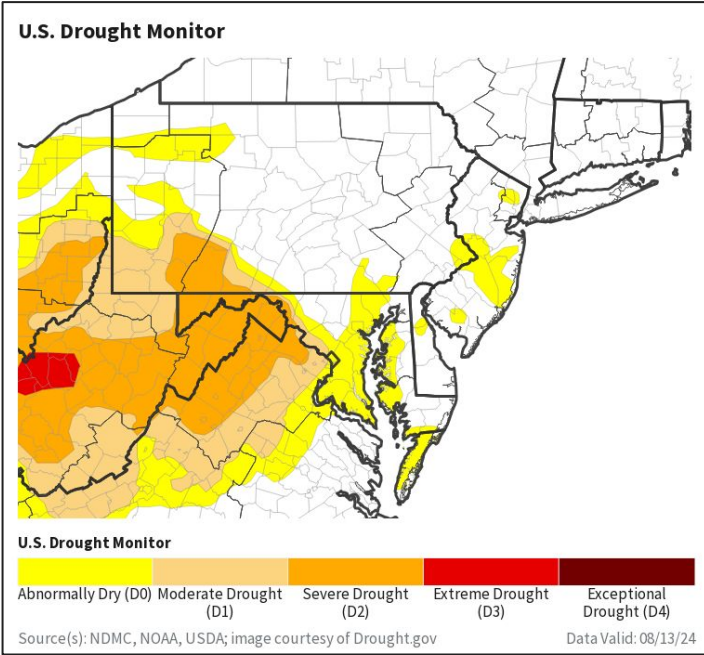 U.S. Drought Monitor
U.S. Drought Monitor
Abnormally Dry (D0)
Moderate Drought
(D1)
Severe Drought
(D2)
Extreme Drought
(D3)
Exceptional
Drought (D4)
Source(s): NDMC, NOAA, USDA; image courtesy of Drought.gov
Data Valid: 08/13/24